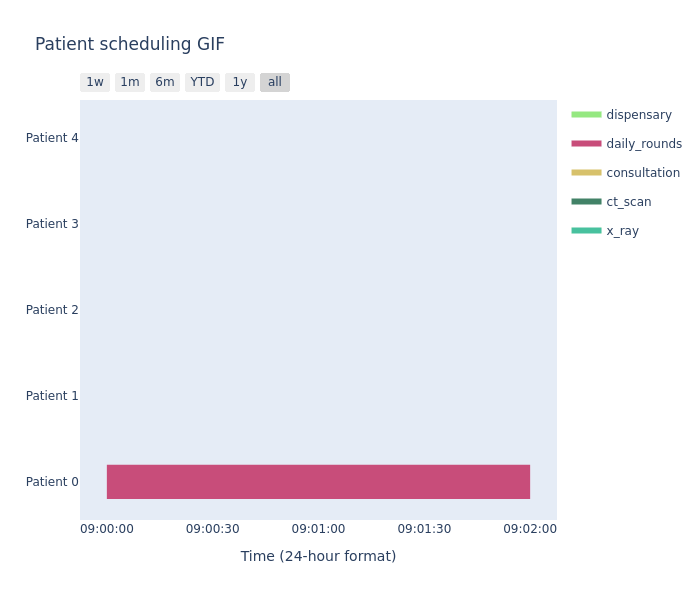 Patient scheduling GIF
1w 1m 6m YTD 1y all
Patient 4
Patient 3
Patient 2
Patient 1
Patient 0
09:00:00 09:00:30 09:01:00 09:01:30 09:02:00
Time (24-hour format)
dispensary
daily_rounds
consultation
ct_scan
x_ray